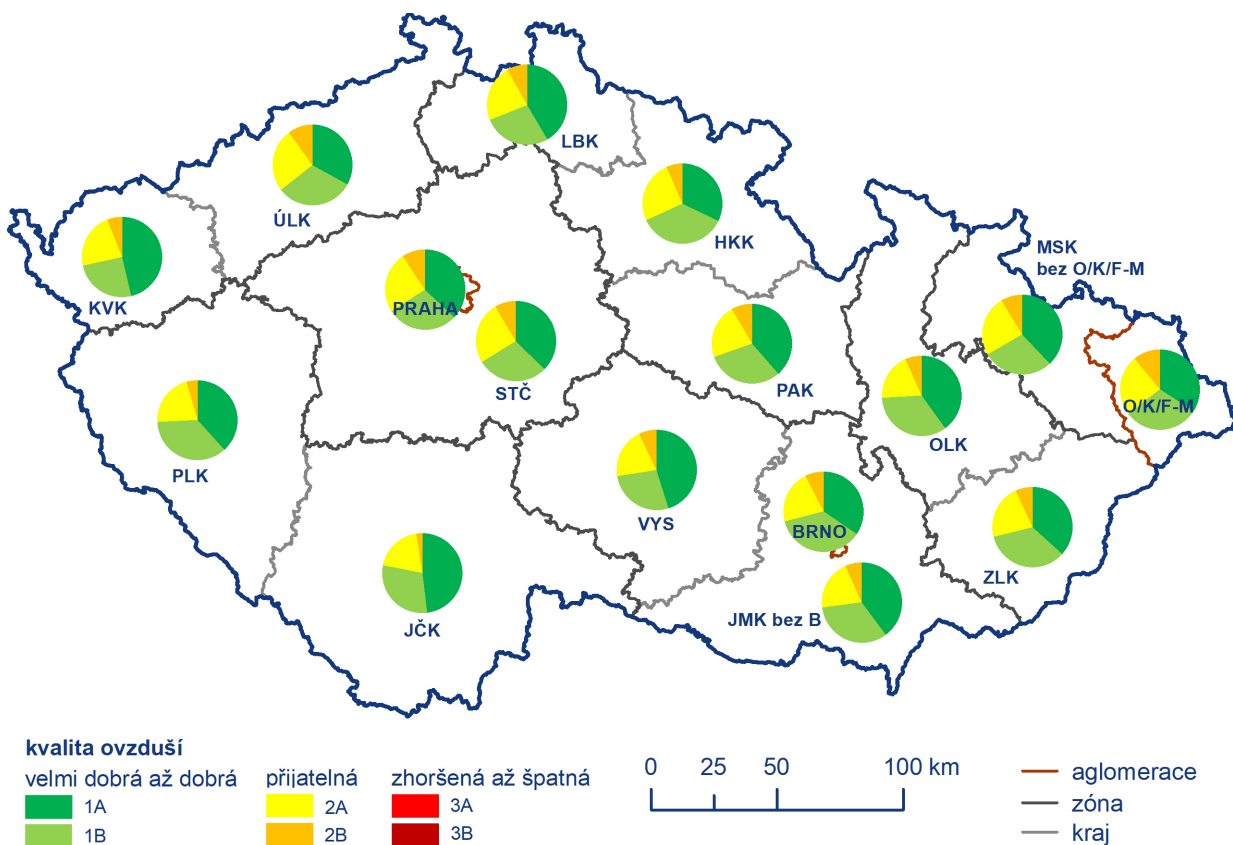 LBK
ÚLK
HKK
MSK
bez O/K/F-M
KVK
PRAHA
STČ
PAK
O/K/F-M
OLK
PLK
VYS
BRNO
ZLK
JČK
JMK bez B
kvalita ovzduší
velmi dobrá až dobrá
1A
1B
přijatelná
2A
2B
zhoršená až špatná
3A
3B
0 25 50 100 km
aglomerace
zóna
kraj